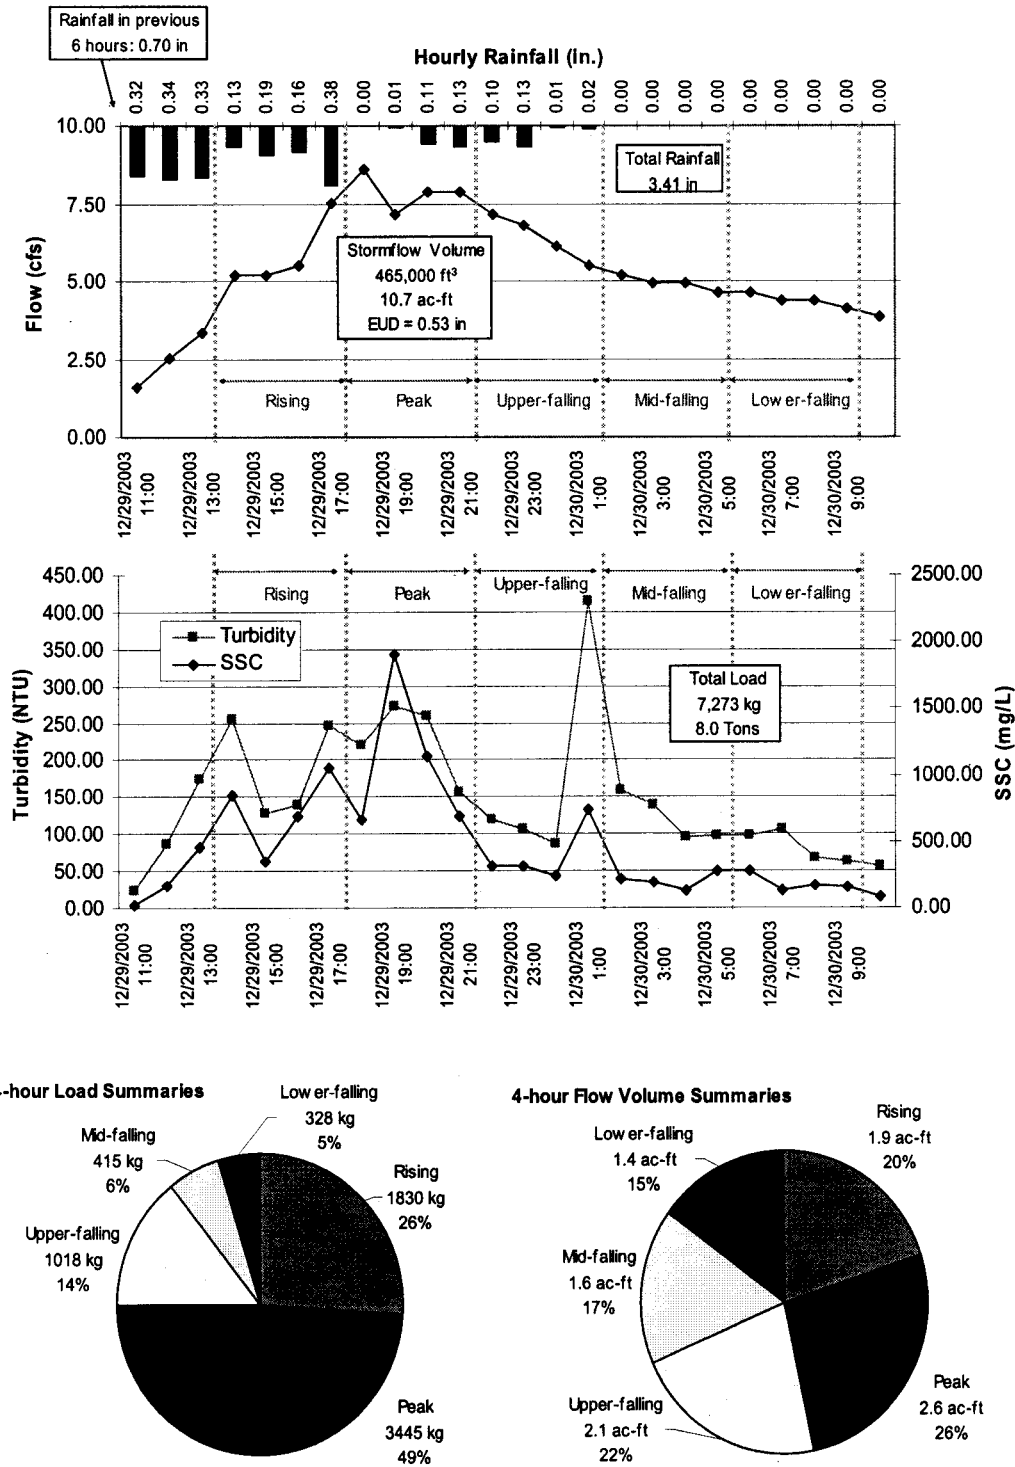 Rainfall in previous
6 hours: 0.70 in
Hourly Rainfall (in.)
0.32 0.34 0.33 0.13 0.19 0.16 0.38 0.00 0.01 0.11 0.13 0.10 0.13 0.01 0.02 0.00 0.00 0.00 0.00 0.00 0.00 0.00 0.00 0.00
10.00
7.50
5.00
2.50
0.00
Flow (cfs)
Total Rainfall
3.41 in
Stormflow Volume
465,000 ft³
10.7 ac-ft
EUD = 0.53 in
Rising Peak Upper-falling Mid-falling Lower-falling
12/29/2003 11:00
12/29/2003 13:00
12/29/2003 15:00
12/29/2003 17:00
12/29/2003 19:00
12/29/2003 21:00
12/29/2003 23:00
12/30/2003 1:00
12/30/2003 3:00
12/30/2003 5:00
12/30/2003 7:00
12/30/2003 9:00
450.00
400.00
350.00
300.00
250.00
200.00
150.00
100.00
50.00
0.00
Turbidity (NTU)
Rising Peak Upper-falling Mid-falling Lower-falling
Turbidity
SSC
Total Load
7,273 kg
8.0 Tons
2500.00
2000.00
1500.00
1000.00
500.00
0.00
SSC (mg/L)
12/29/2003 11:00
12/29/2003 13:00
12/29/2003 15:00
12/29/2003 17:00
12/29/2003 19:00
12/29/2003 21:00
12/29/2003 23:00
12/30/2003 1:00
12/30/2003 3:00
12/30/2003 5:00
12/30/2003 7:00
12/30/2003 9:00
-hour Load Summaries
Lower-falling
328 kg
5%
Mid-falling
415 kg
6%
Rising
1830 kg
26%
Upper-falling
1018 kg
14%
Peak
3445 kg
49%
4-hour Flow Volume Summaries
Rising
1.9 ac-ft
20%
Lower-falling
1.4 ac-ft
15%
Mid-falling
1.6 ac-ft
17%
Upper-falling
2.1 ac-ft
22%
Peak
2.6 ac-ft
26%